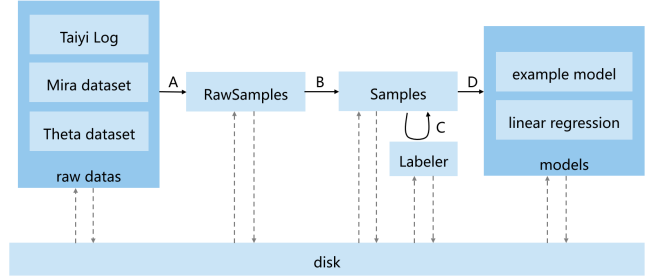 Taiyi Log
Mira dataset
Theta dataset
raw datas
A
RawSamples
B
Samples
C
Labeler
D
example model
linear regression
models
disk